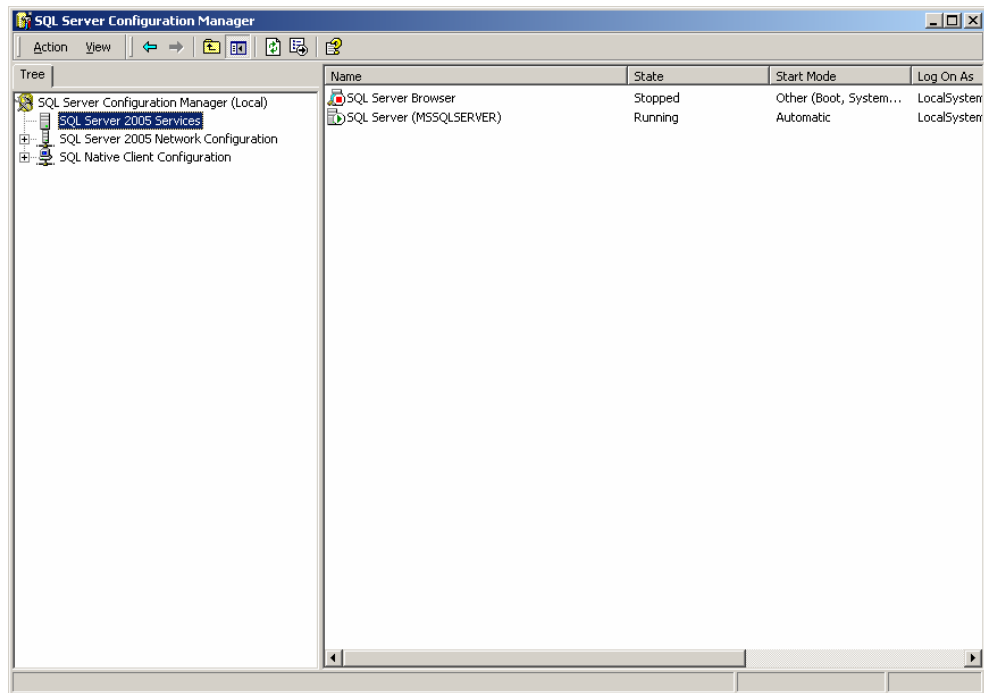 SQL Server Configuration Manager
Action View
Tree
Name State Start Mode Log On As
SQL Server Configuration Manager (Local)
SQL Server 2005 Services
SQL Server 2005 Network Configuration
SQL Native Client Configuration
SQL Server Browser Stopped Other (Boot, System... LocalSystem
SQL Server (MSSQLSERVER) Running Automatic LocalSystem